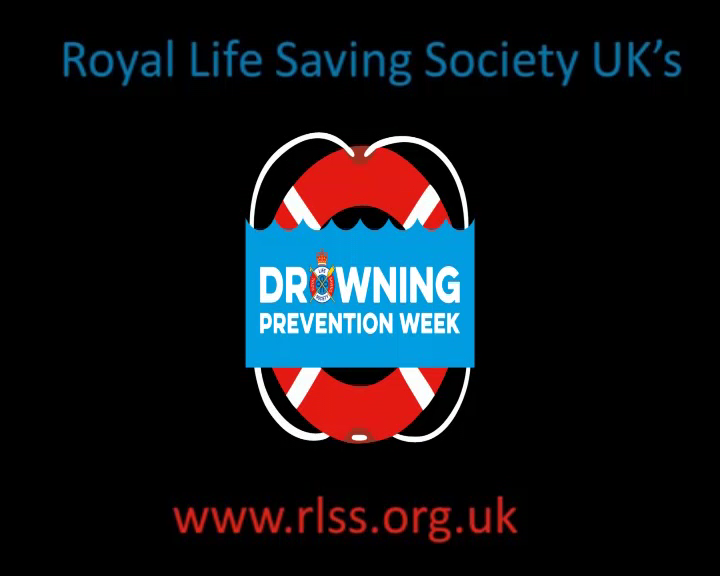 Royal Life Saving Society UK's
DROWNING
PREVENTION WEEK
www.rlss.org.uk